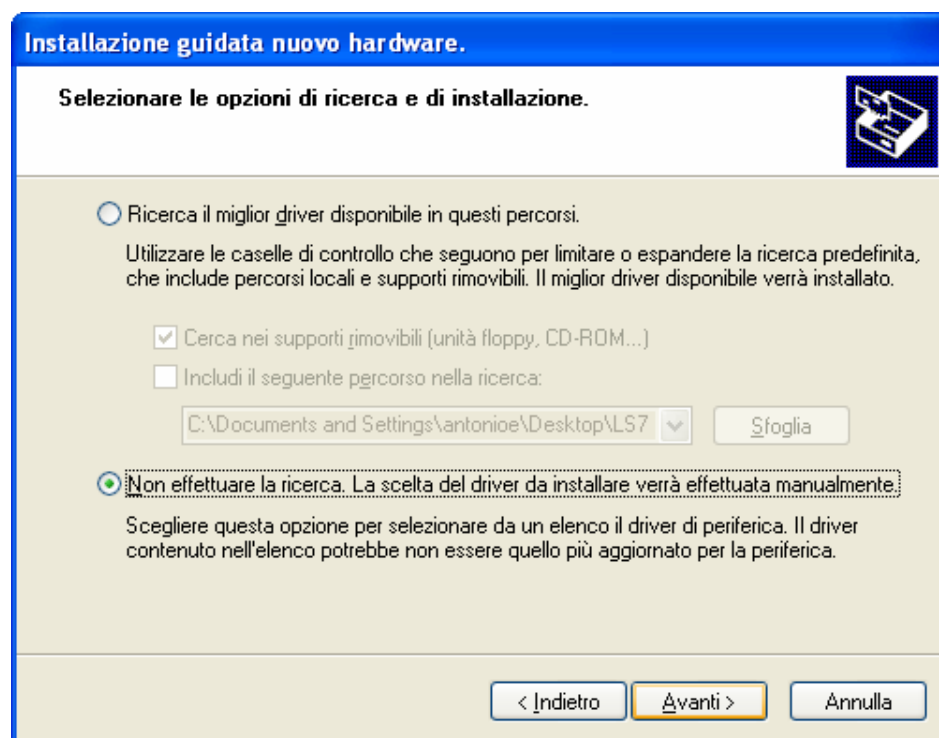 Installazione guidata nuovo hardware.
Selezionare le opzioni di ricerca e di installazione.
Ricerca il miglior driver disponibile in questi percorsi.
Utilizzare le caselle di controllo che seguono per limitare o espandere la ricerca predefinita,
che include percorsi locali e supporti rimovibili. Il miglior driver disponibile verrà installato.
Cerca nei supporti rimovibili (unità floppy, CD-ROM...)
Includi il seguente percorso nella ricerca:
C:\Documents and Settings\antonioe\Desktop\LS7
Sfoglia
Non effettuare la ricerca. La scelta del driver da installare verrà effettuata manualmente.
Scegliere questa opzione per selezionare da un elenco il driver di periferica. Il driver
contenuto nell'elenco potrebbe non essere quello più aggiornato per la periferica.
< Indietro
Avanti >
Annulla